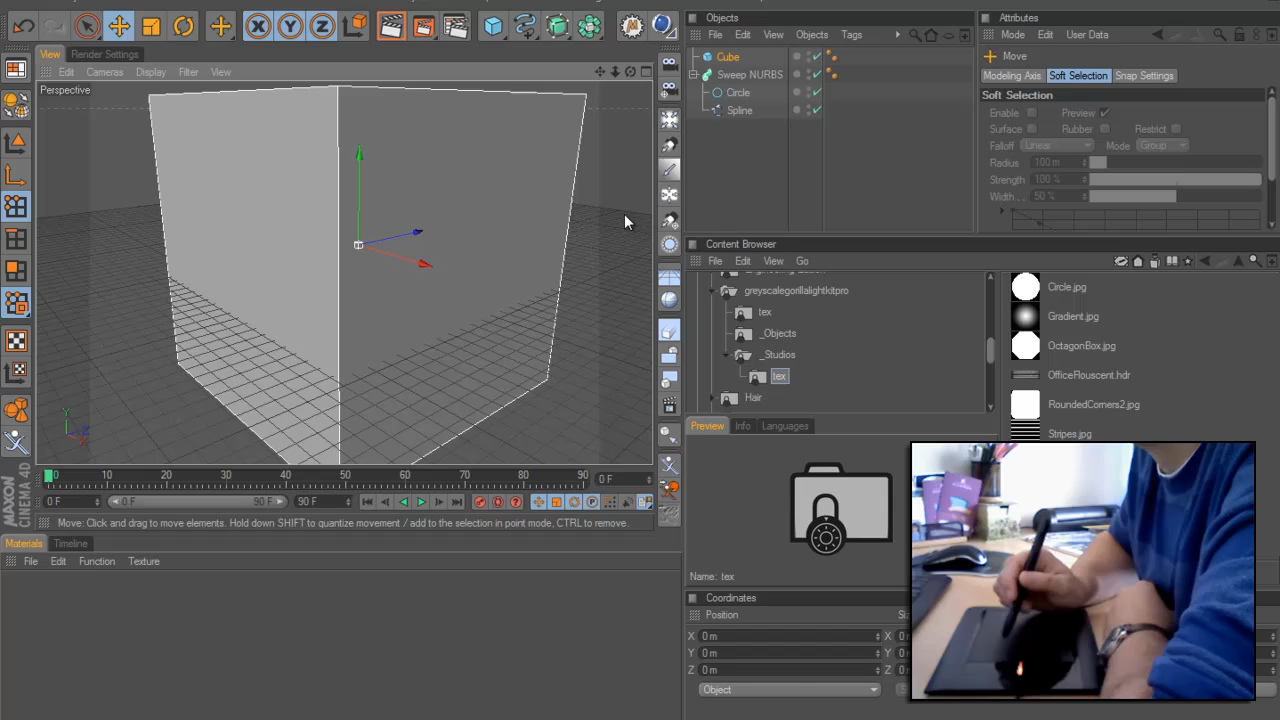 X Y Z
View Render Settings
Edit Cameras Display Filter View
Perspective
Y
X
Z
0 10 20 30 40 50 60 70 80 90 0 F
0 F 0 F 90 F 90 F
P
Move: Click and drag to move elements. Hold down SHIFT to quantize movement / add to the selection in point mode, CTRL to remove.
MAXON
CINEMA 4D
Materials Timeline
File Edit Function Texture
Objects
File Edit View Objects Tags
Cube
Sweep NURBS
Circle
Spline
Attributes
Mode Edit User Data
Move
Modeling Axis Soft Selection Snap Settings
Soft Selection
Enable Preview
Surface Rubber Restrict
Falloff Linear Mode Group
Radius 100 m
Strength 100 %
Width . . 50 %
Content Browser
File Edit View Go
greyscalegorillalightkitpro
tex
_Objects
_Studios
tex
Hair
Circle.jpg
Gradient.jpg
OctagonBox.jpg
OfficeFlouscent.hdr
RoundedCorners2.jpg
Stripes.jpg
Preview Info Languages
Name: tex
Coordinates
Position
X 0 m X
Y 0 m Y
Z 0 m Z
Object